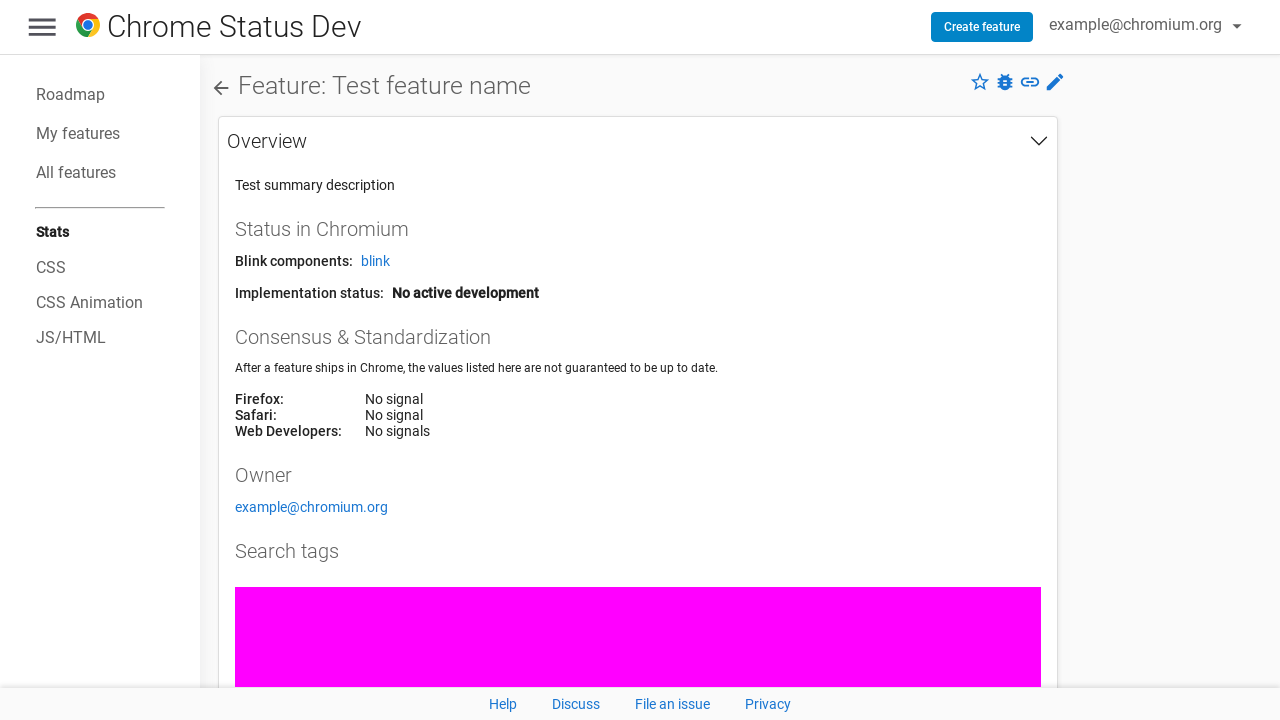 Chrome Status Dev
Create feature
example@chromium.org
Roadmap
My features
All features
Stats
CSS
CSS Animation
JS/HTML
Feature: Test feature name
Overview
Test summary description
Status in Chromium
Blink components: blink
Implementation status: No active development
Consensus & Standardization
After a feature ships in Chrome, the values listed here are not guaranteed to be up to date.
Firefox: No signal
Safari: No signal
Web Developers: No signals
Owner
example@chromium.org
Search tags
Help Discuss File an issue Privacy